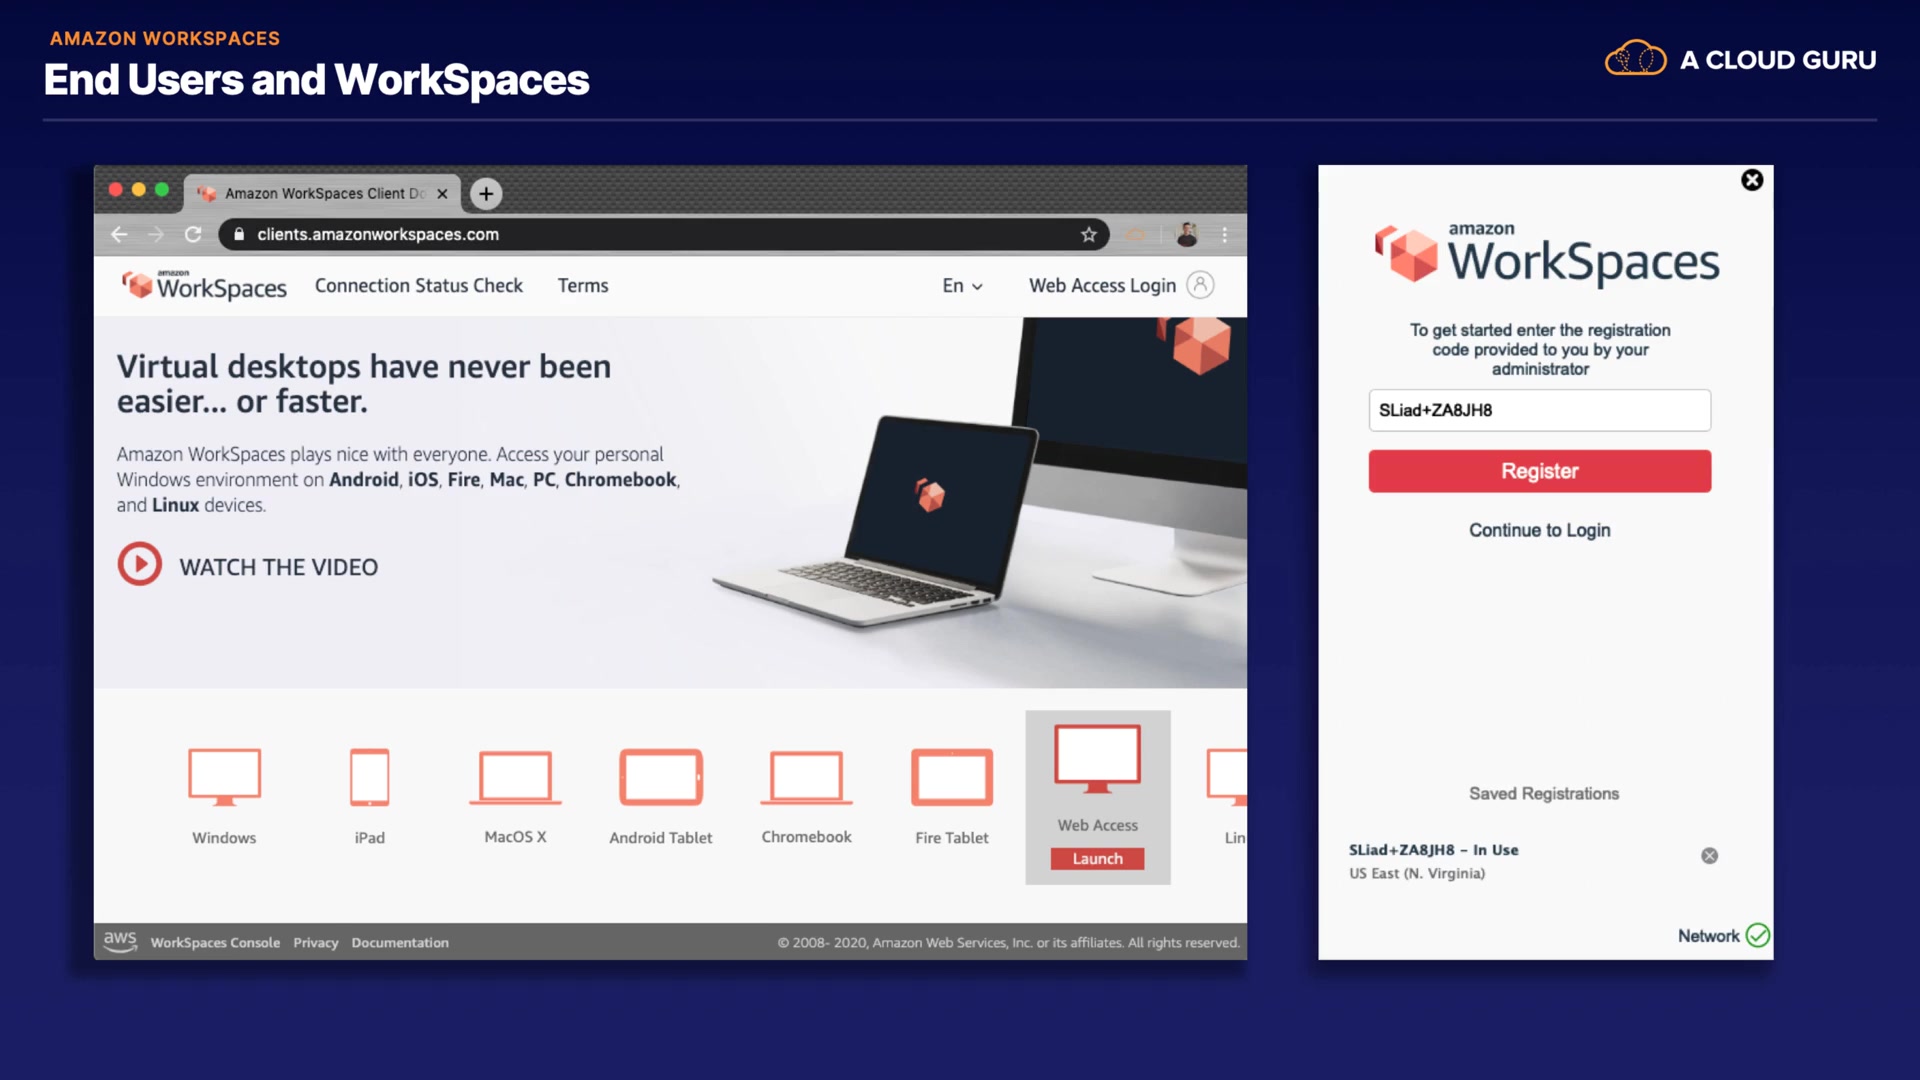 AMAZON WORKSPACES
End Users and WorkSpaces
A CLOUD GURU
Amazon WorkSpaces Client Do
clients.amazonworkspaces.com
amazon
WorkSpaces
Connection Status Check
Terms
En
Web Access Login
Virtual desktops have never been
easier... or faster.
Amazon WorkSpaces plays nice with everyone. Access your personal
Windows environment on Android, iOS, Fire, Mac, PC, Chromebook,
and Linux devices.
WATCH THE VIDEO
Windows
iPad
MacOS X
Android Tablet
Chromebook
Fire Tablet
Web Access
Launch
Lin
aws
WorkSpaces Console
Privacy
Documentation
© 2008- 2020, Amazon Web Services, Inc. or its affiliates. All rights reserved.
amazon
WorkSpaces
To get started enter the registration
code provided to you by your
administrator
SLiad+ZA8JH8
Register
Continue to Login
Saved Registrations
SLiad+ZA8JH8 - In Use
US East (N. Virginia)
Network